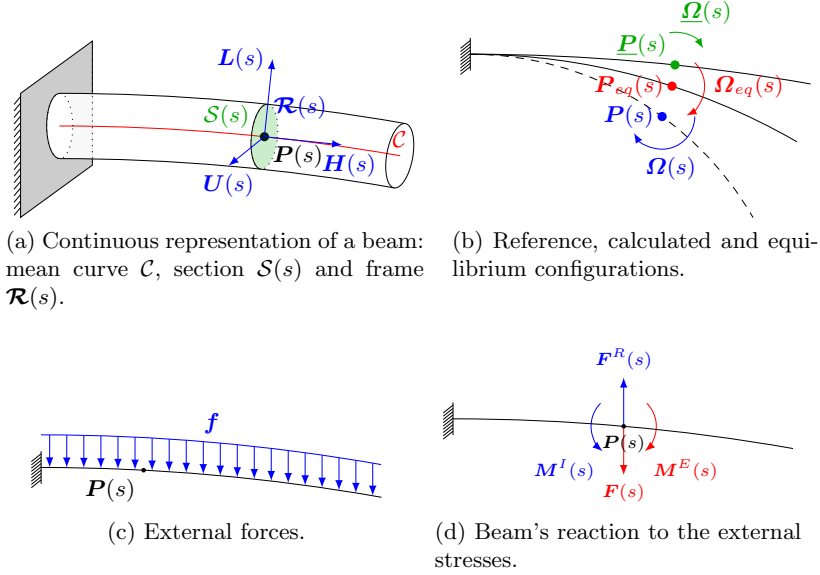 L(s)
S(s)
R(s)
C
P(s)
H(s)
U(s)
(a) Continuous representation of a beam:
mean curve C, section S(s) and frame
R(s).
Ω(s)
P(s)
P_eq(s)
Ω_eq(s)
P(s)
Ω(s)
(b) Reference, calculated and equi-
librium configurations.
f
P(s)
(c) External forces.
F^R(s)
P(s)
M^I(s)
M^E(s)
F(s)
(d) Beam's reaction to the external
stresses.